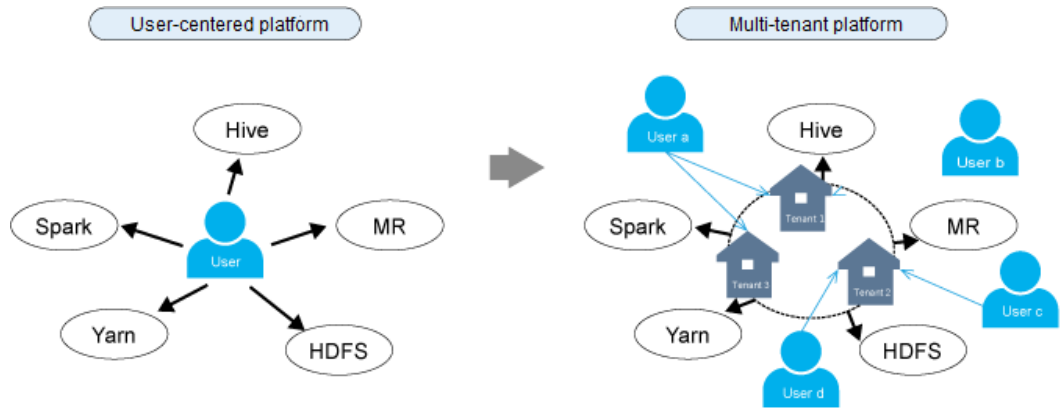 User-centered platform
Multi-tenant platform
Hive
Spark
MR
User
Yarn
HDFS
User a
Hive
User b
Tenant 1
Spark
MR
Tenant 3
Tenant 2
User c
Yarn
HDFS
User d